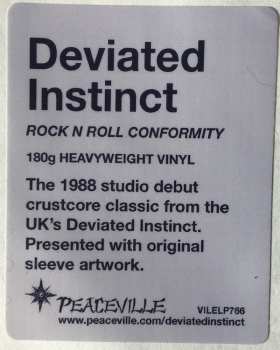 Deviated
Instinct
ROCK N ROLL CONFORMITY
180g HEAVYWEIGHT VINYL
The 1988 studio debut
crustcore classic from the
UK's Deviated Instinct.
Presented with original
sleeve artwork.
PEACEVILLE
VILELP786
www.peaceville.com/deviatedinstinct